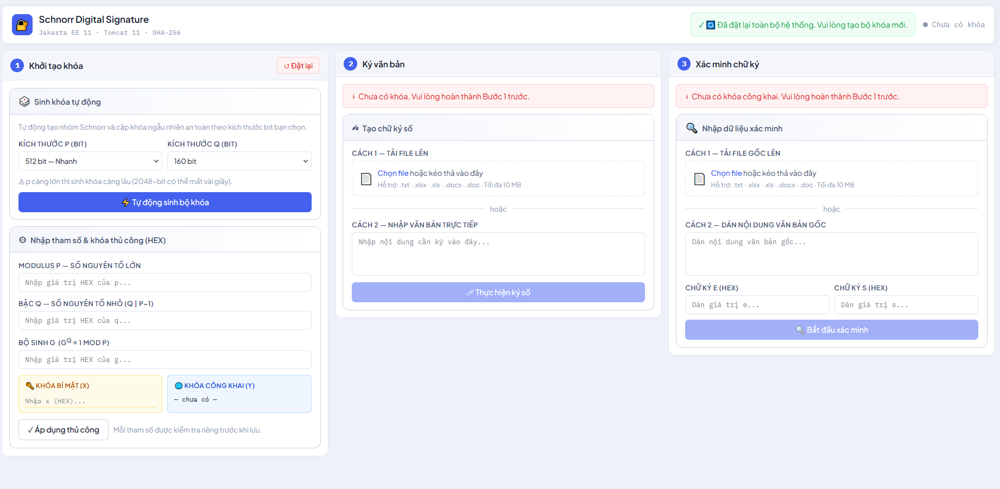 Schnorr Digital Signature
Jakarta EE 11 · Tomcat 11 · SHA-256
✓ 🔄 Đã đặt lại toàn bộ hệ thống. Vui lòng tạo bộ khóa mới.
Chưa có khóa
1 Khởi tạo khóa
↺ Đặt lại
🎲 Sinh khóa tự động
Tự động tạo nhóm Schnorr và cặp khóa ngẫu nhiên an toàn theo kích thước bit bạn chọn.
KÍCH THƯỚC P (BIT)
KÍCH THƯỚC Q (BIT)
512 bit — Nhanh
160 bit
⚠ p càng lớn thì sinh khóa càng lâu (2048-bit có thể mất vài giây).
⚡ Tự động sinh bộ khóa
⚙ Nhập tham số & khóa thủ công (HEX)
MODULUS P — SỐ NGUYÊN TỐ LỚN
Nhập giá trị HEX của p...
BẬC Q — SỐ NGUYÊN TỐ NHỎ (Q | P-1)
Nhập giá trị HEX của q...
BỘ SINH G (G^Q ≡ 1 MOD P)
Nhập giá trị HEX của g...
🔑 KHÓA BÍ MẬT (X)
Nhập x (HEX)...
🌐 KHÓA CÔNG KHAI (Y)
— chưa có —
✓ Áp dụng thủ công
Mỗi tham số được kiểm tra riêng trước khi lưu.
2 Ký văn bản
ℹ Chưa có khóa. Vui lòng hoàn thành Bước 1 trước.
✍ Tạo chữ ký số
CÁCH 1 — TẢI FILE LÊN
Chọn file hoặc kéo thả vào đây
Hỗ trợ: .txt · .xlsx · .xls · .docx · .doc · Tối đa 10 MB
hoặc
CÁCH 2 — NHẬP VĂN BẢN TRỰC TIẾP
Nhập nội dung cần ký vào đây...
Thực hiện ký số
3 Xác minh chữ ký
ℹ Chưa có khóa công khai. Vui lòng hoàn thành Bước 1 trước.
🔍 Nhập dữ liệu xác minh
CÁCH 1 — TẢI FILE GỐC LÊN
Chọn file hoặc kéo thả vào đây
Hỗ trợ: .txt · .xlsx · .xls · .docx · .doc · Tối đa 10 MB
hoặc
CÁCH 2 — DÁN NỘI DUNG VĂN BẢN GỐC
Dán nội dung văn bản gốc...
CHỮ KÝ E (HEX)
CHỮ KÝ S (HEX)
Dán giá trị e...
Dán giá trị s...
🔍 Bắt đầu xác minh